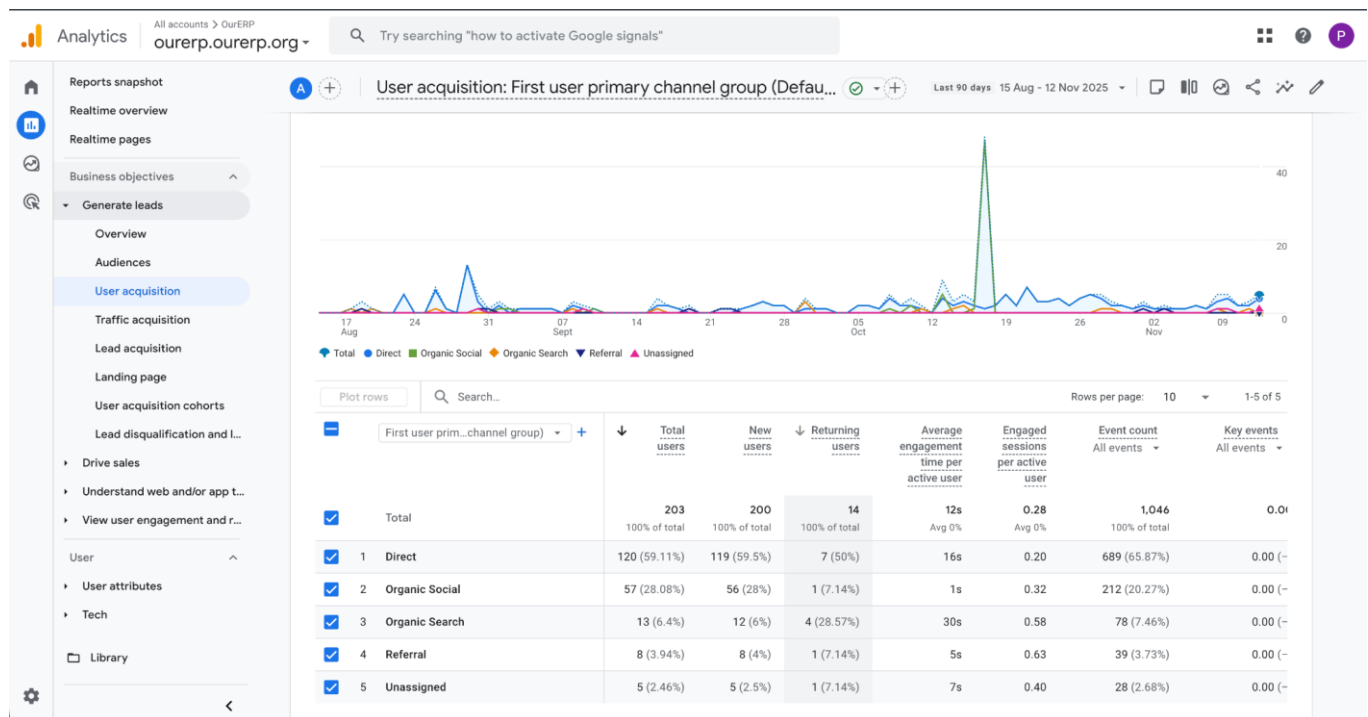 All accounts > OurERP
Analytics
ourerp.ourerp.org
Try searching "how to activate Google signals"
P
Reports snapshot
Realtime overview
Realtime pages
Business objectives
Generate leads
Overview
Audiences
User acquisition
Traffic acquisition
Lead acquisition
Landing page
User acquisition cohorts
Lead disqualification and l...
Drive sales
Understand web and/or app t...
View user engagement and r...
User
User attributes
Tech
Library
A
User acquisition: First user primary channel group (Defau...
Last 90 days 15 Aug - 12 Nov 2025
40
20
0
17 24 31 07 14 21 28 05 12 19 26 02 09
Aug Sept Oct Nov
Total Direct Organic Social Organic Search Referral Unassigned
Plot rows
Search...
Rows per page: 10
1-5 of 5
First user prim...channel group)
Total users
New users
Returning users
Average engagement time per active user
Engaged sessions per active user
Event count
All events
Key events
All events
Total 203 200 14 12s 0.28 1,046
100% of total 100% of total 100% of total Avg 0% Avg 0% 100% of total
1 Direct 120 (59.11%) 119 (59.5%) 7 (50%) 16s 0.20 689 (65.87%) 0.00 (–
2 Organic Social 57 (28.08%) 56 (28%) 1 (7.14%) 1s 0.32 212 (20.27%) 0.00 (–
3 Organic Search 13 (6.4%) 12 (6%) 4 (28.57%) 30s 0.58 78 (7.46%) 0.00 (–
4 Referral 8 (3.94%) 8 (4%) 1 (7.14%) 5s 0.63 39 (3.73%) 0.00 (–
5 Unassigned 5 (2.46%) 5 (2.5%) 1 (7.14%) 7s 0.40 28 (2.68%) 0.00 (–